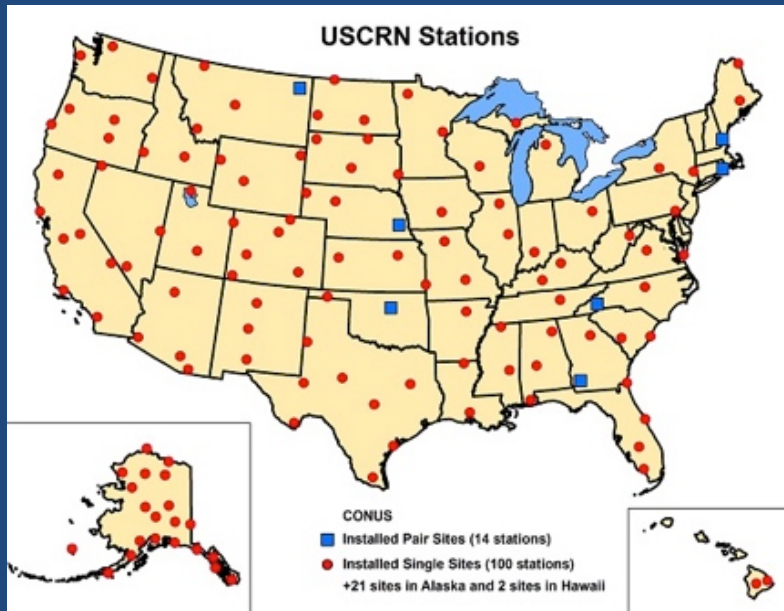 USCRN Stations
CONUS
Installed Pair Sites (14 stations)
Installed Single Sites (100 stations)
+21 sites in Alaska and 2 sites in Hawaii